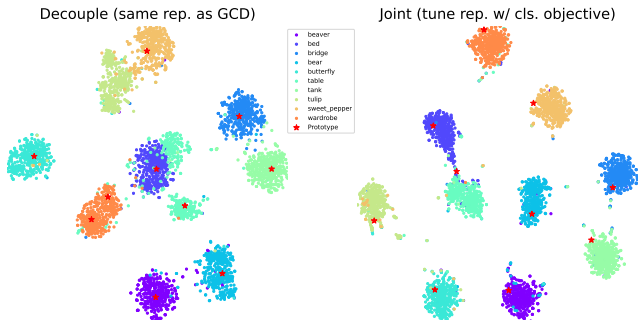 Decouple (same rep. as GCD)
Joint (tune rep. w/ cls. objective)
beaver
bed
bridge
bear
butterfly
table
tank
tulip
sweet_pepper
wardrobe
Prototype